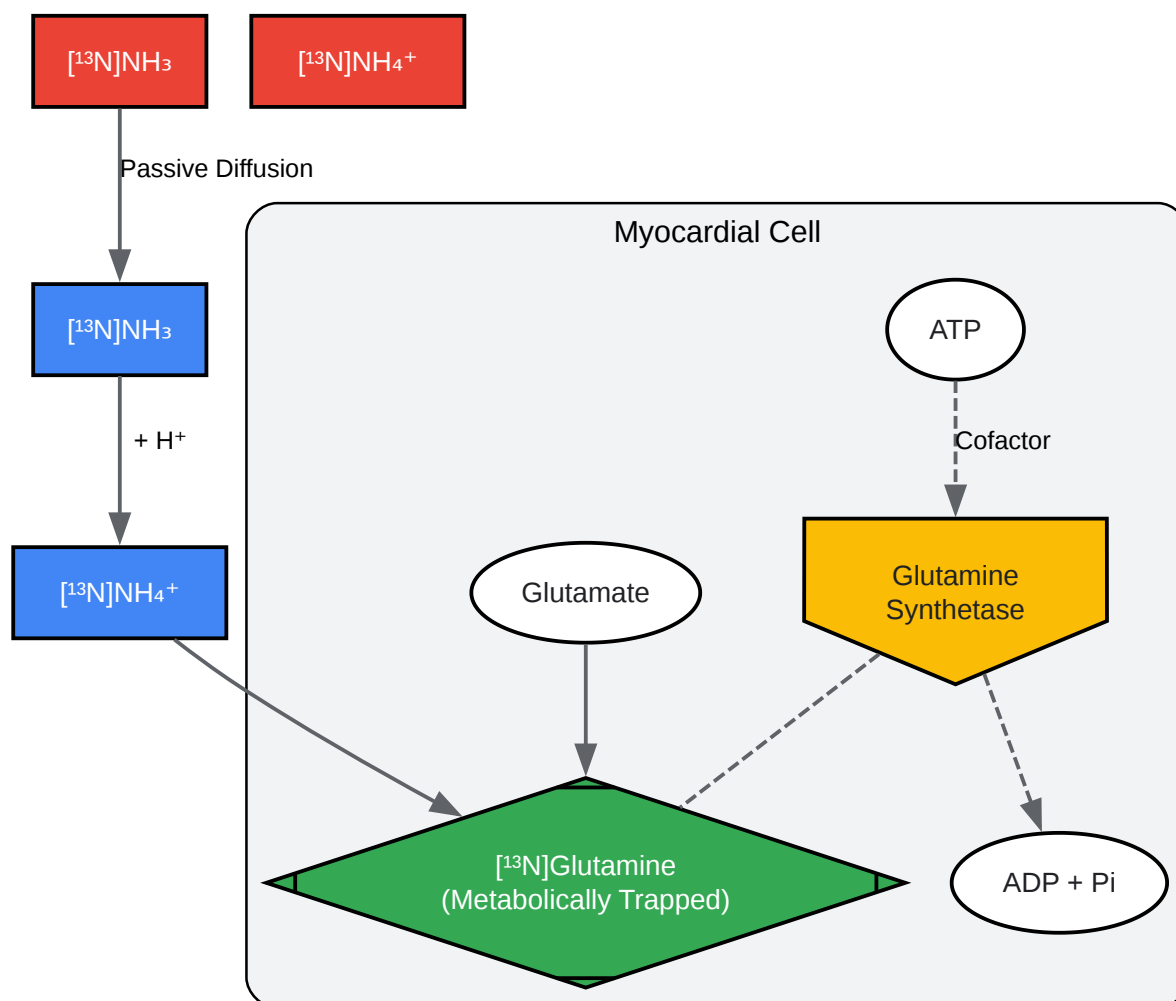 [¹³N]NH₃
[¹³N]NH₄⁺
Passive Diffusion
Myocardial Cell
[¹³N]NH₃
ATP
+ H⁺
Cofactor
[¹³N]NH₄⁺
Glutamate
Glutamine
Synthetase
[¹³N]Glutamine
(Metabolically Trapped)
ADP + Pi